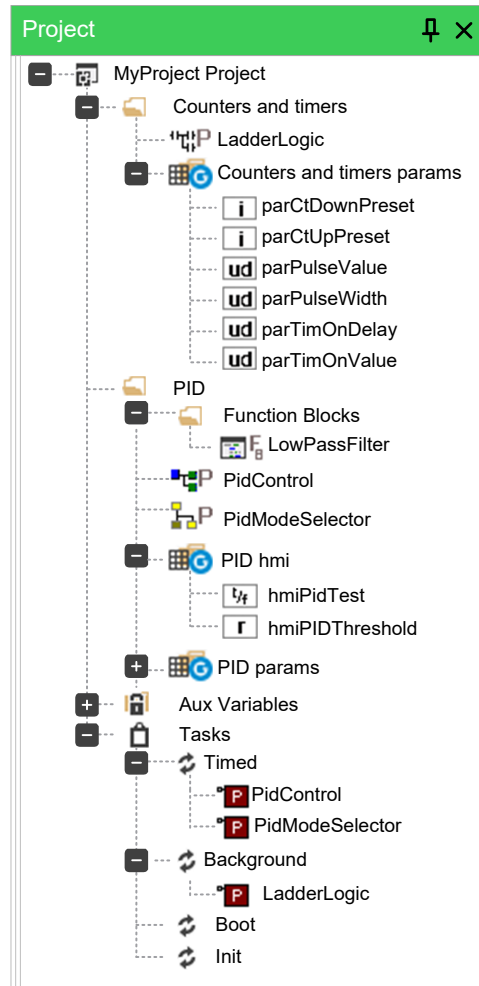 Project
MyProject Project
Counters and timers
P LadderLogic
G Counters and timers params
i parCtDownPreset
i parCtUpPreset
ud parPulseValue
ud parPulseWidth
ud parTimOnDelay
ud parTimOnValue
PID
Function Blocks
FB LowPassFilter
P PidControl
P PidModeSelector
G PID hmi
t/f hmiPidTest
r hmiPIDThreshold
G PID params
Aux Variables
Tasks
Timed
P PidControl
P PidModeSelector
Background
P LadderLogic
Boot
Init